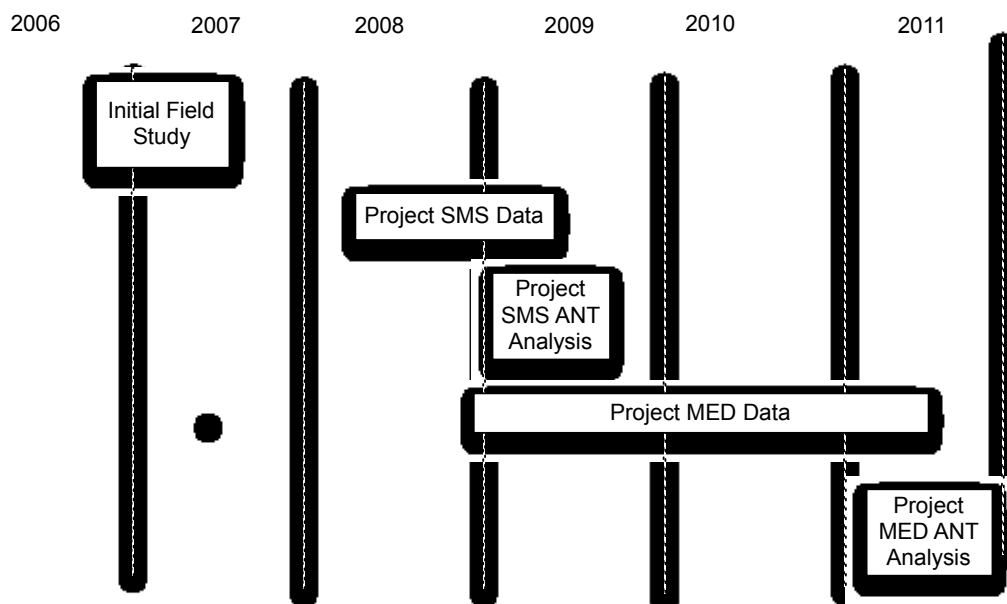 2006 2007 2008 2009 2010 2011
Initial Field
Study
Project SMS Data
Project
SMS ANT
Analysis
Project MED Data
Project
MED ANT
Analysis